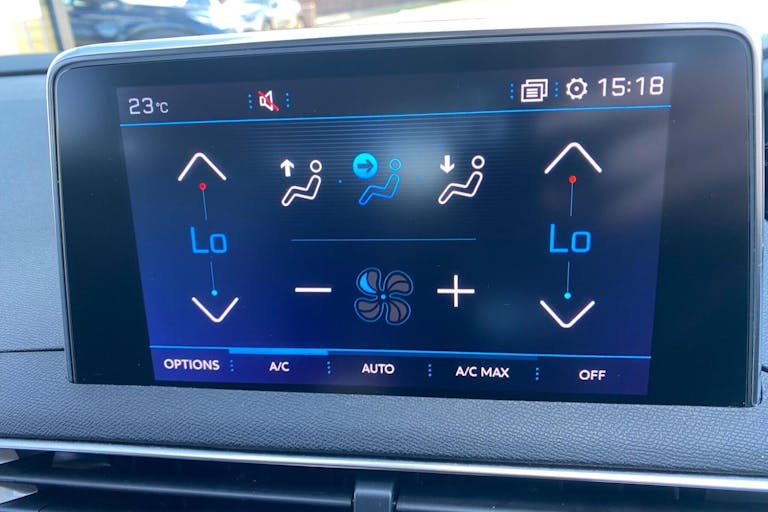 23°C 15:18
Lo Lo
OPTIONS A/C AUTO A/C MAX OFF